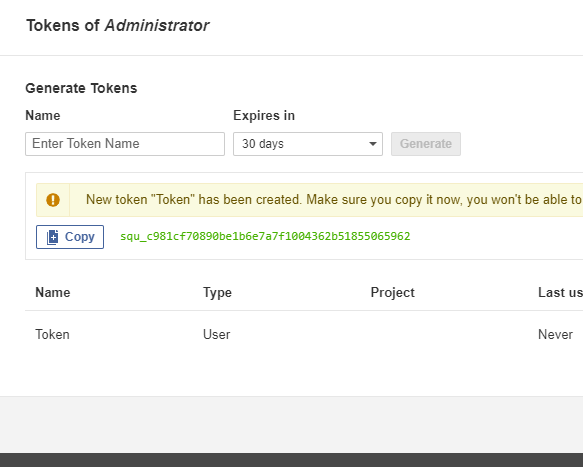 Tokens of Administrator
Generate Tokens
Name Expires in
Enter Token Name 30 days Generate
New token "Token" has been created. Make sure you copy it now, you won't be able to
Copy squ_c981cf70890be1b6e7a7f1004362b51855065962
Name Type Project Last us
Token User Never